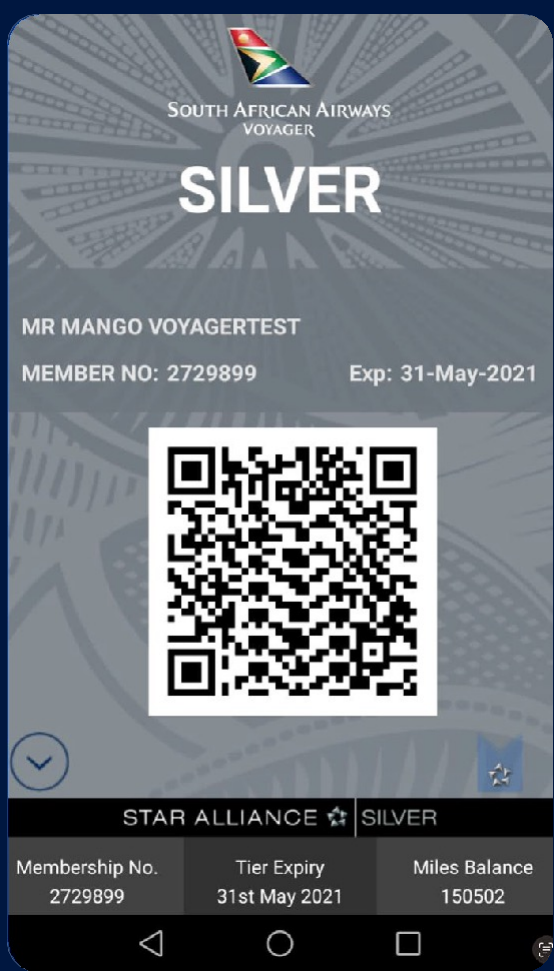 SOUTH AFRICAN AIRWAYS
VOYAGER
SILVER
MR MANGO VOYAGERTEST
MEMBER NO: 2729899 Exp: 31-May-2021
STAR ALLIANCE SILVER
Membership No. Tier Expiry Miles Balance
2729899 31st May 2021 150502